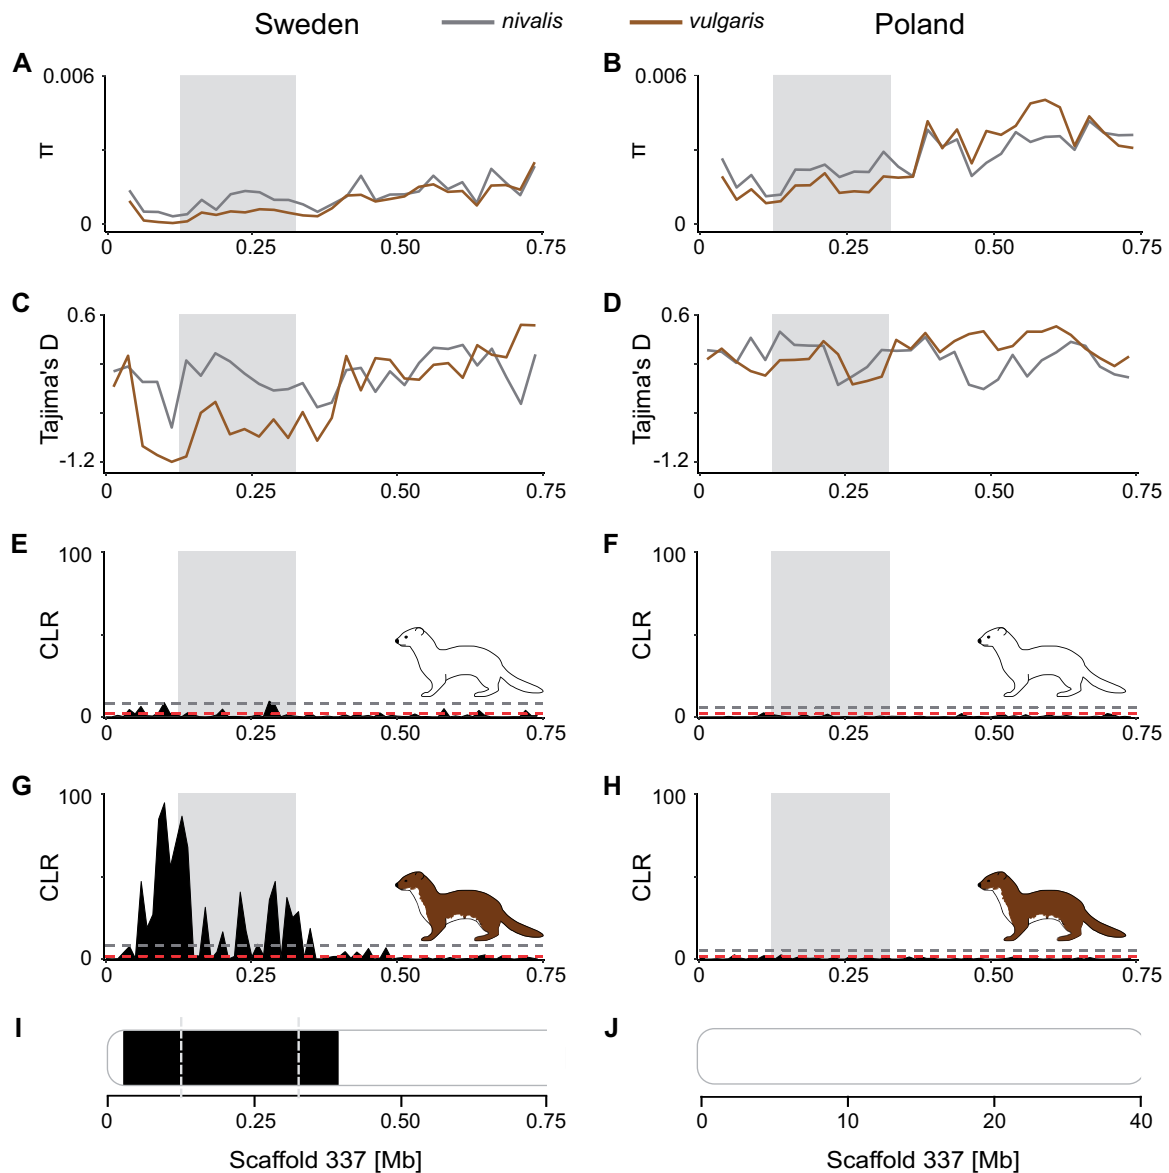 Sweden nivalis vulgaris Poland
A B
0.006 0.006
π π
0 0
0 0.25 0.50 0.75 0 0.25 0.50 0.75
C D
0.6 0.6
Tajima's D Tajima's D
-1.2 -1.2
0 0.25 0.50 0.75 0 0.25 0.50 0.75
E F
100 100
CLR CLR
0 0
0 0.25 0.50 0.75 0 0.25 0.50 0.75
G H
100 100
CLR CLR
0 0
0 0.25 0.50 0.75 0 0.25 0.50 0.75
I J
0 0.25 0.50 0.75 0 10 20 40
Scaffold 337 [Mb] Scaffold 337 [Mb]